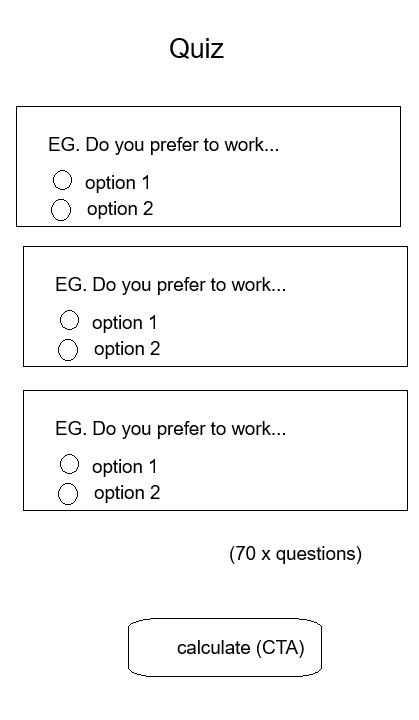 Quiz
EG. Do you prefer to work...
option 1
option 2
EG. Do you prefer to work...
option 1
option 2
EG. Do you prefer to work...
option 1
option 2
(70 x questions)
calculate (CTA)